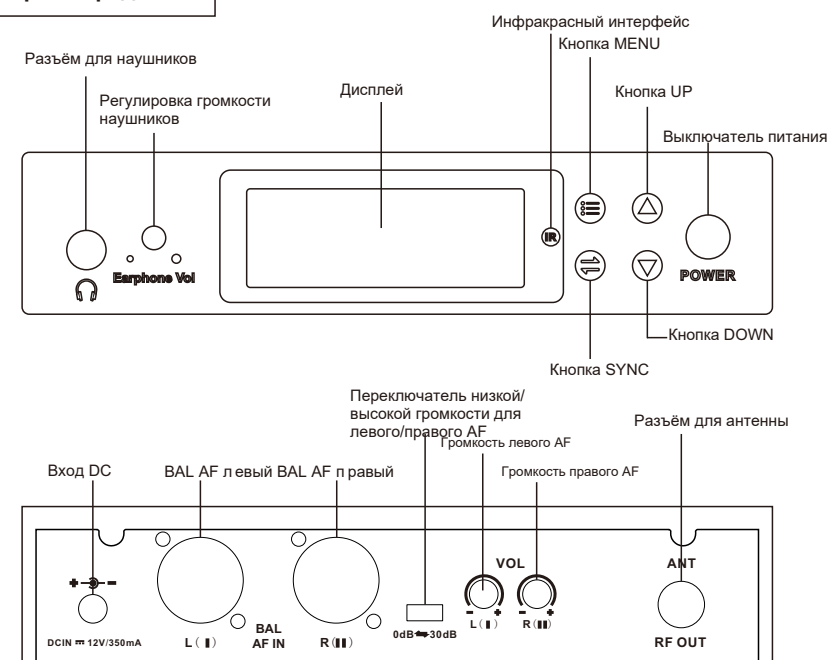 Инфракрасный интерфейс
Кнопка MENU
Разъём для наушников
Регулировка громкости
наушников
Дисплей
Кнопка UP
Выключатель питания
IR
Earphone Vol
POWER
Кнопка DOWN
Кнопка SYNC
Переключатель низкой/
высокой громкости для
левого/правого AF
Громкость левого AF
Разъём для антенны
Вход DC
BAL AF л евый BAL AF п равый
Громкость правого AF
VOL
ANT
+ -
- +
- +
L ( I )
R (II)
DCIN ⎓ 12V/350mA
L ( I )
BAL
AF IN
R (II)
0dB 30dB
RF OUT